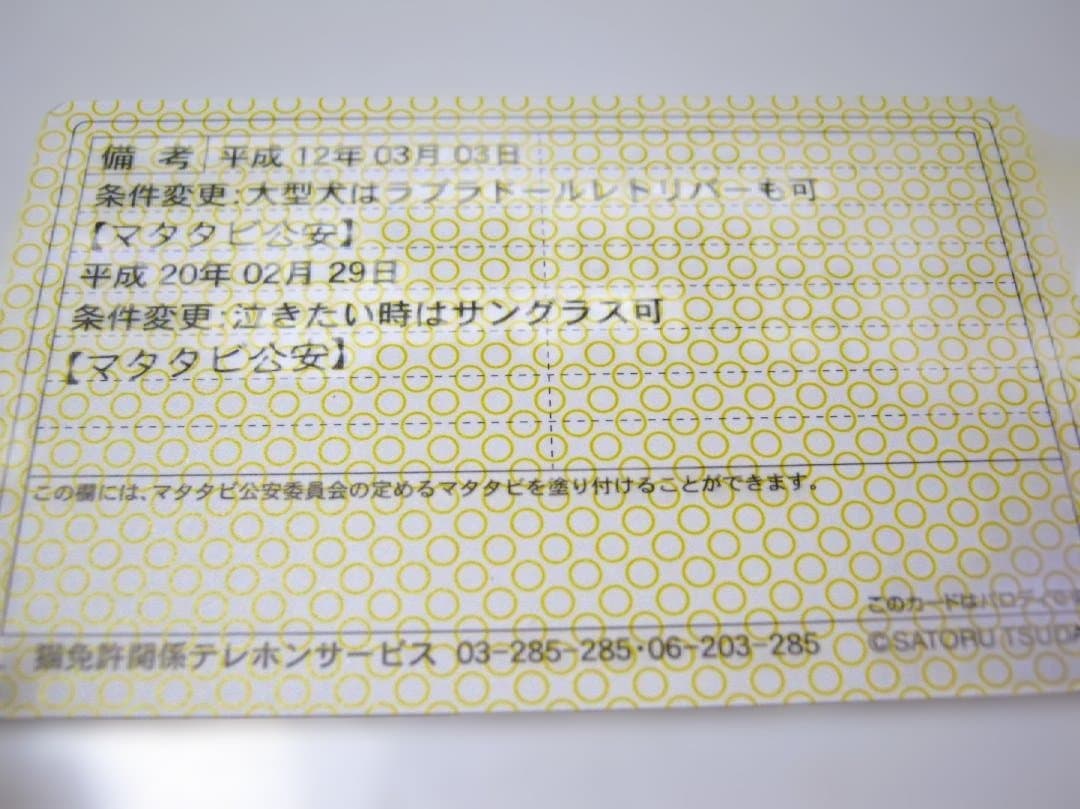 備考 平成 12年 03月 03日
条件変更:大型犬はラブラドールレトリバーも可
【マタタビ公安】
平成 20年 02月 29日
条件変更:泣きたい時はサングラス可
【マタタビ公安】
この欄には、マタタビ公安委員会の定めるマタタビを塗り付けることができます。
このカードはパロディです
猫免許関係テレホンサービス 03-285-285・06-203-285
©SATORU TSUDA